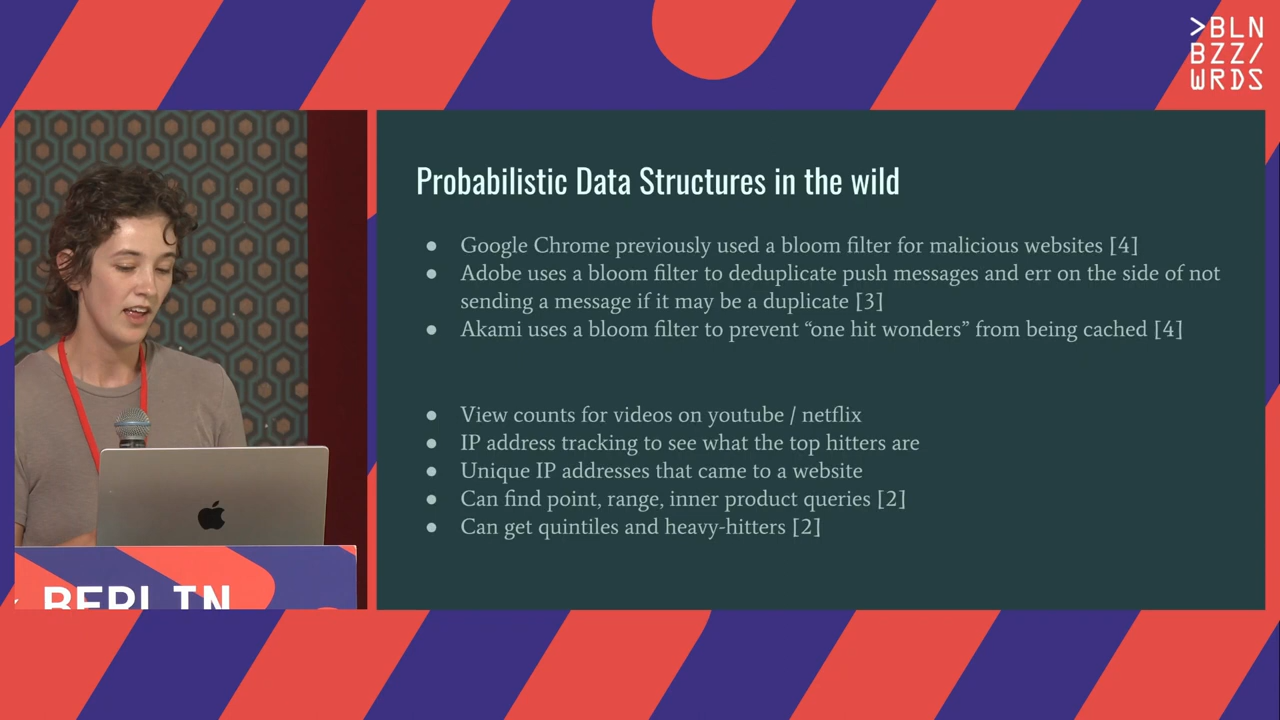 >BLN
BZZ/
WRDS
Probabilistic Data Structures in the wild
● Google Chrome previously used a bloom filter for malicious websites [4]
● Adobe uses a bloom filter to deduplicate push messages and err on the side of not
sending a message if it may be a duplicate [3]
● Akami uses a bloom filter to prevent “one hit wonders” from being cached [4]
● View counts for videos on youtube / netflix
● IP address tracking to see what the top hitters are
● Unique IP addresses that came to a website
● Can find point, range, inner product queries [2]
● Can get quintiles and heavy-hitters [2]
BERLIN